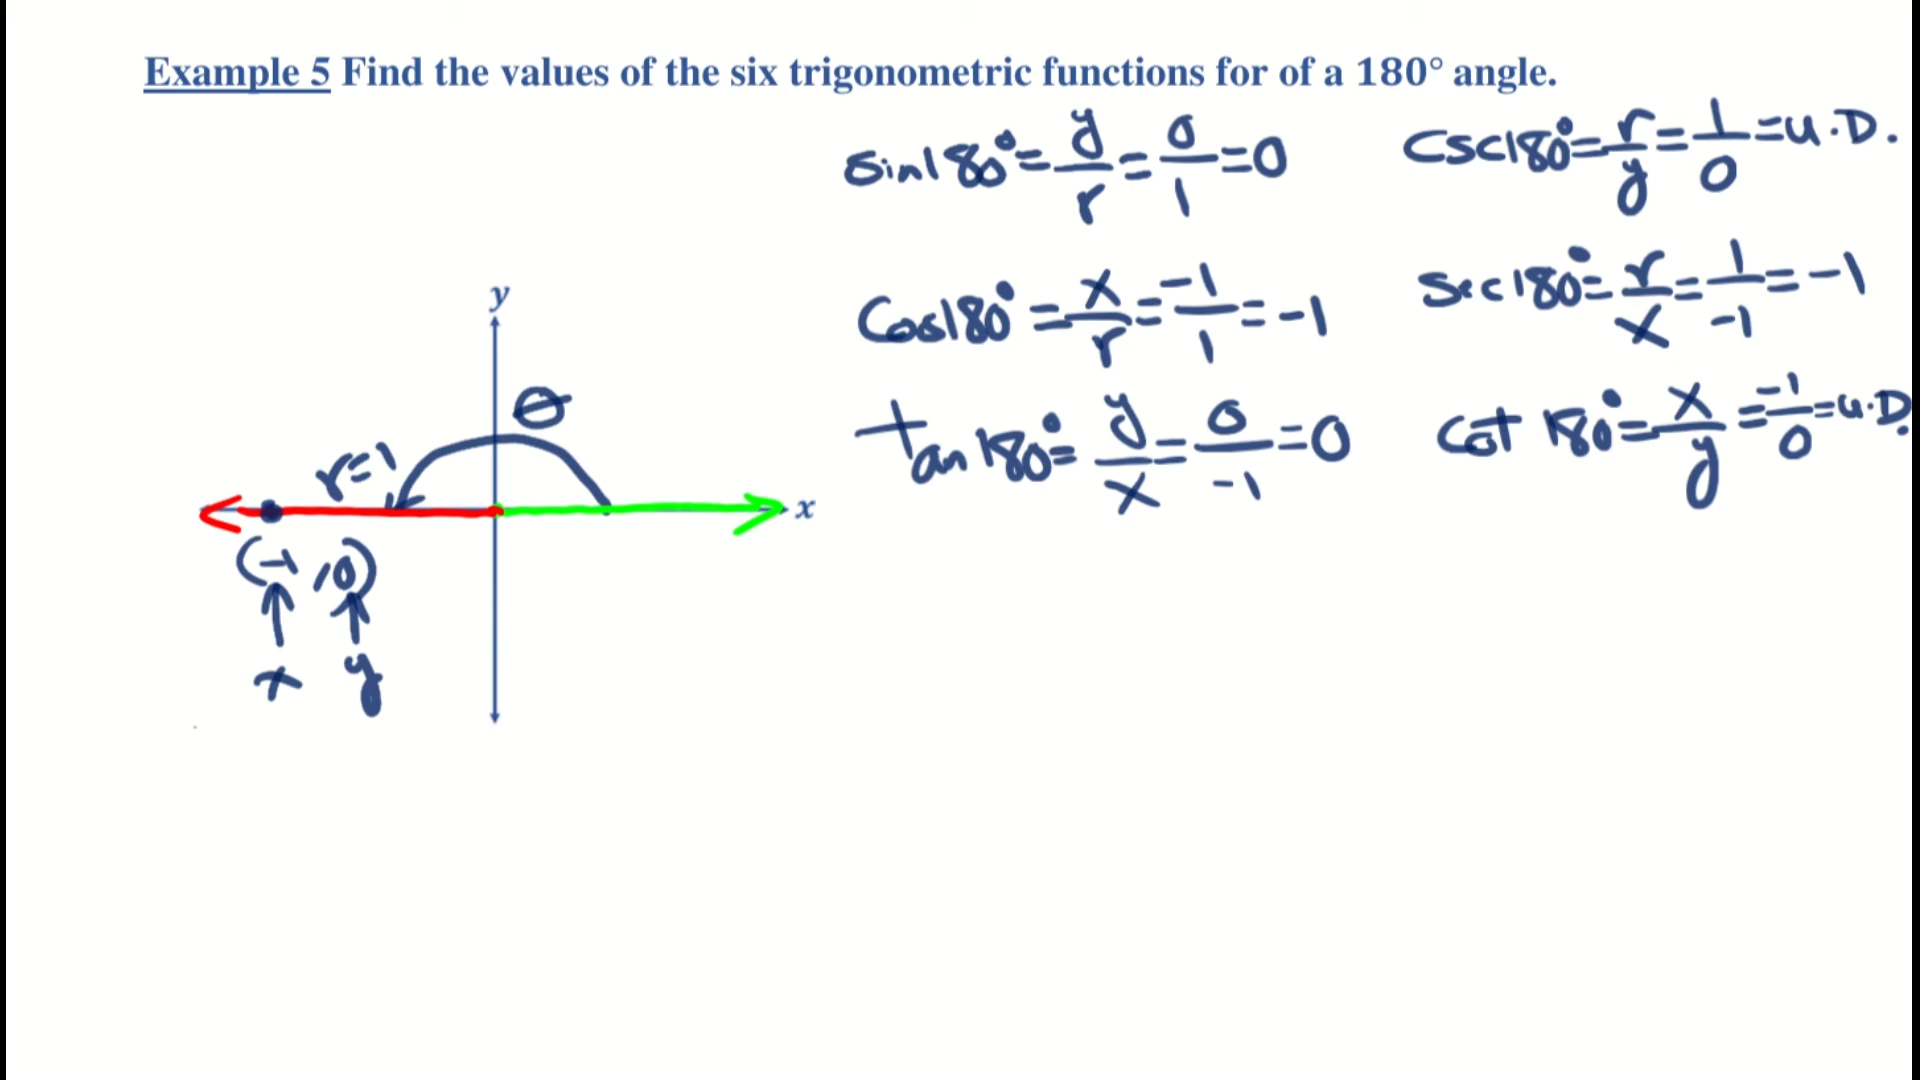 Example 5 Find the values of the six trigonometric functions for of a 180° angle.
sin180° = y/r = 0/1 = 0
csc180° = r/y = 1/0 = U.D.
cos180° = x/r = -1/1 = -1
sec180° = r/x = 1/-1 = -1
tan180° = y/x = 0/-1 = 0
cot 180° = x/y = -1/0 = U.D.
y
θ
r=1
x
(-1,0)
x y